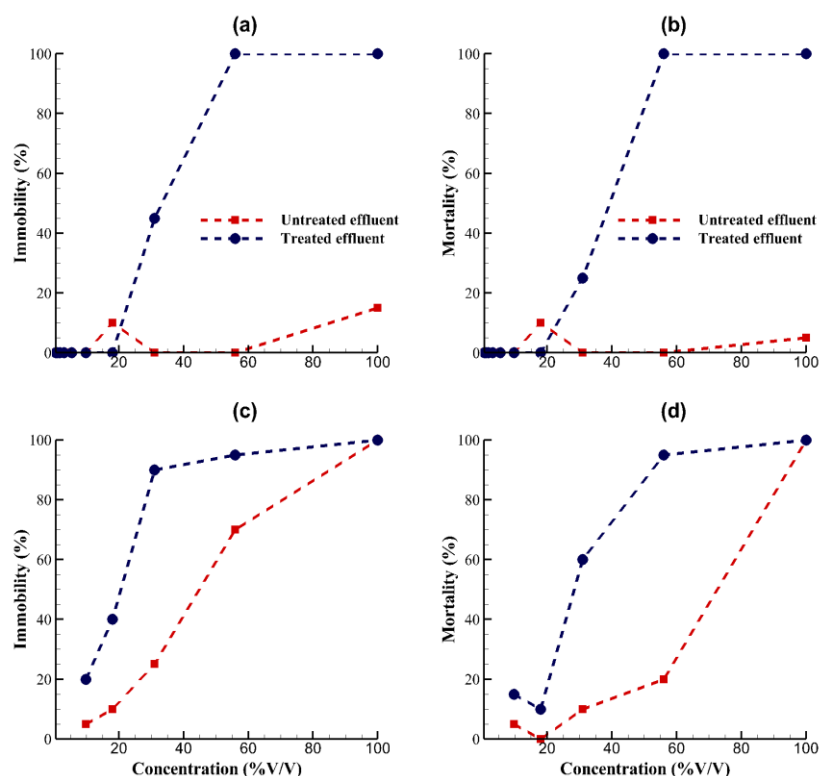 (a)
100
80
60
40
20
0
Immobility (%)
Untreated effluent
Treated effluent
20 40 60 80 100
(b)
100
80
60
40
20
0
Mortality (%)
Untreated effluent
Treated effluent
20 40 60 80 100
(c)
100
80
60
40
20
0
Immobility (%)
20 40 60 80 100
Concentration (%V/V)
(d)
100
80
60
40
20
0
Mortality (%)
20 40 60 80 100
Concentration (%V/V)